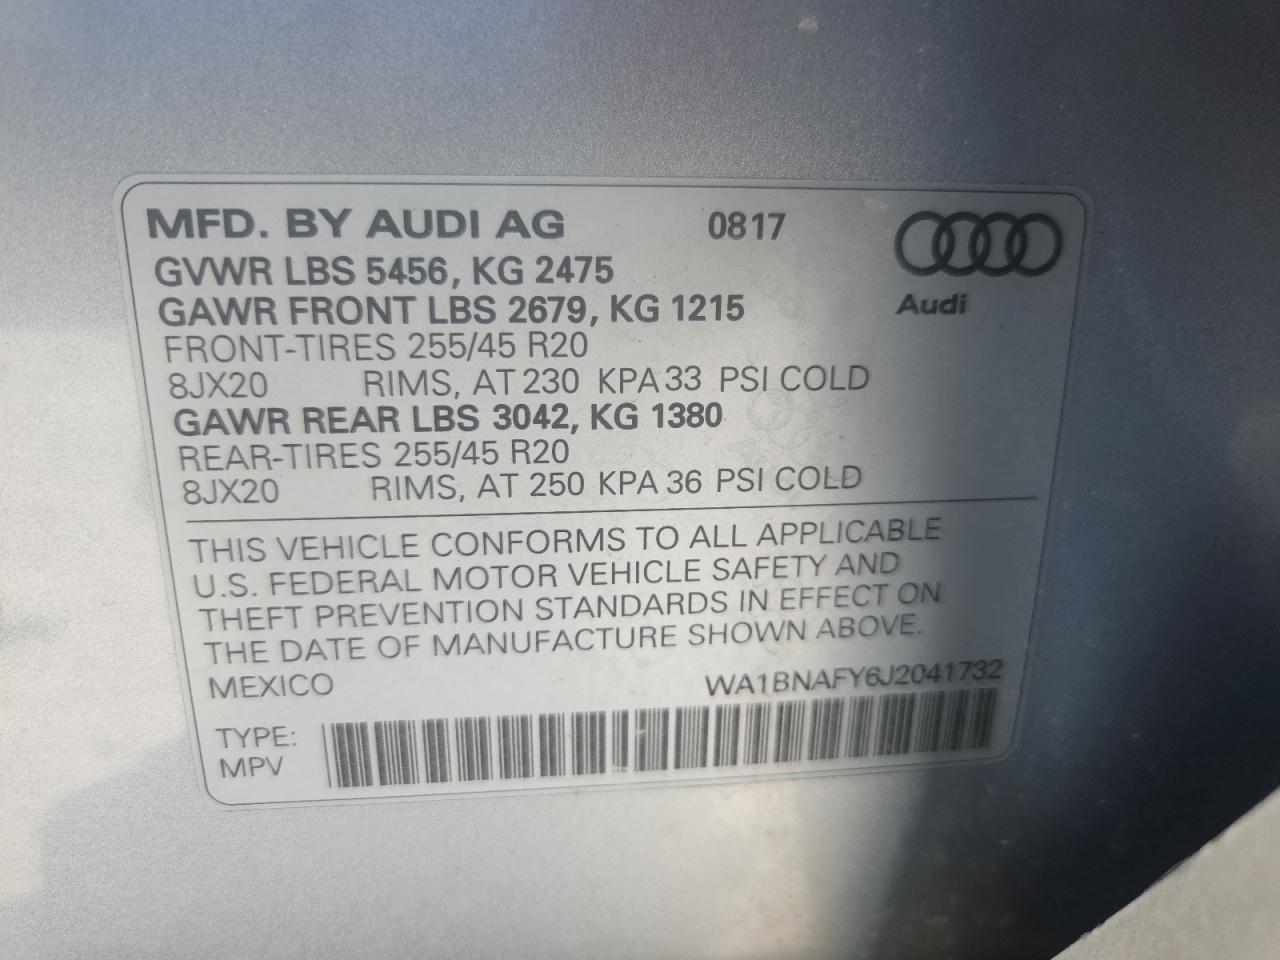 MFD. BY AUDI AG 0817
GVWR LBS 5456, KG 2475
GAWR FRONT LBS 2679, KG 1215
Audi
FRONT-TIRES 255/45 R20
8JX20 RIMS, AT 230 KPA 33 PSI COLD
GAWR REAR LBS 3042, KG 1380
REAR-TIRES 255/45 R20
8JX20 RIMS, AT 250 KPA 36 PSI COLD
THIS VEHICLE CONFORMS TO ALL APPLICABLE
U.S. FEDERAL MOTOR VEHICLE SAFETY AND
THEFT PREVENTION STANDARDS IN EFFECT ON
THE DATE OF MANUFACTURE SHOWN ABOVE.
MEXICO WA1BNAFY6J2041732
TYPE:
MPV